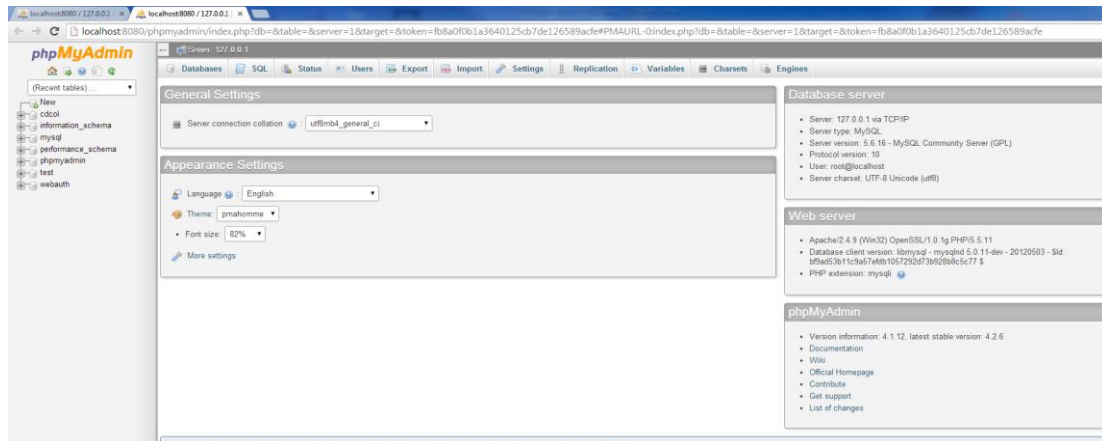 localhost:8080 / 127.0.0.1
localhost:8080 / 127.0.0.1
localhost:8080/phpmyadmin/index.php?db=&table=&server=1&target=&token=fb8a0f0b1a3640125cb7de126589acfe#PMAURL-0:index.php?db=&table=&server=1&target=&token=fb8a0f0b1a3640125cb7de126589acfe
phpMyAdmin
(Recent tables) ...
New
cdcol
information_schema
mysql
performance_schema
phpmyadmin
test
webauth
Server: 127.0.0.1
Databases SQL Status Users Export Import Settings Replication Variables Charsets Engines
General Settings
Server connection collation : utf8mb4_general_ci
Appearance Settings
Language : English
Theme: pmahomme
• Font size: 82%
More settings
Database server
• Server: 127.0.0.1 via TCP/IP
• Server type: MySQL
• Server version: 5.6.16 - MySQL Community Server (GPL)
• Protocol version: 10
• User: root@localhost
• Server charset: UTF-8 Unicode (utf8)
Web server
• Apache/2.4.9 (Win32) OpenSSL/1.0.1g PHP/5.5.11
• Database client version: libmysql - mysqlnd 5.0.11-dev - 20120503 - $Id:
bf9ad53b11c9a57efdb1057292d73b928b8c5c77 $
• PHP extension: mysqli
phpMyAdmin
• Version information: 4.1.12, latest stable version: 4.2.6
• Documentation
• Wiki
• Official Homepage
• Contribute
• Get support
• List of changes